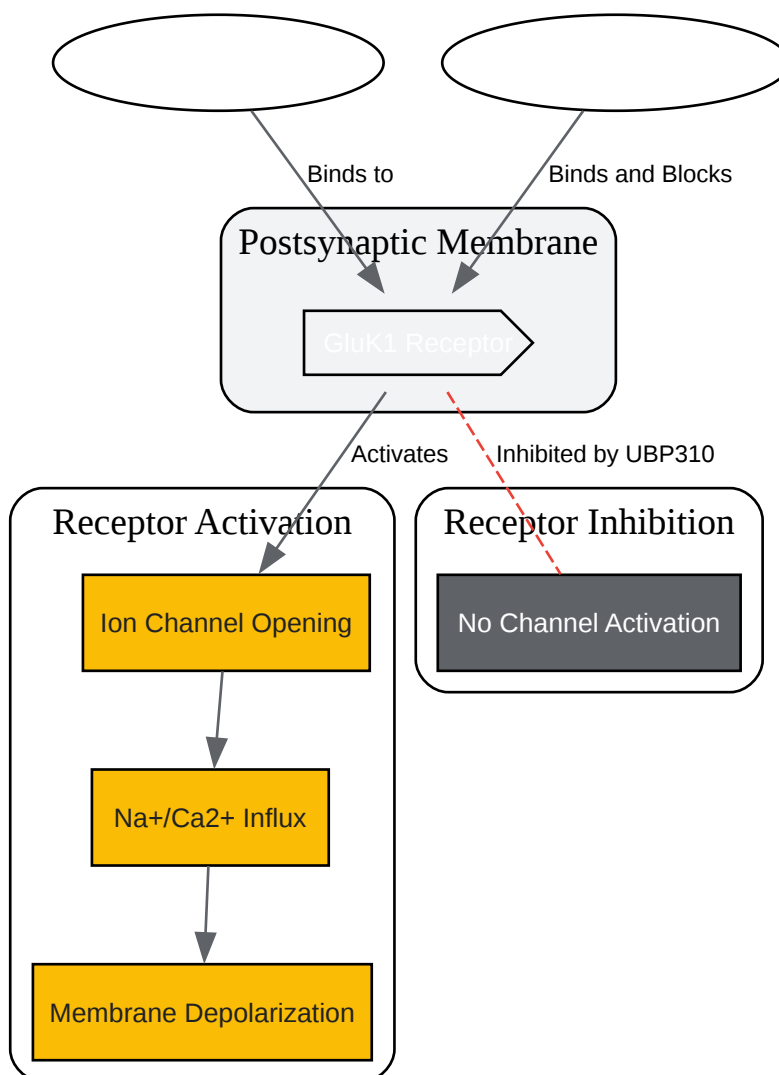 Binds to
Binds and Blocks
Postsynaptic Membrane
GluK1 Receptor
Activates
Inhibited by UBP310
Receptor Activation
Receptor Inhibition
Ion Channel Opening
No Channel Activation
Na+/Ca2+ Influx
Membrane Depolarization